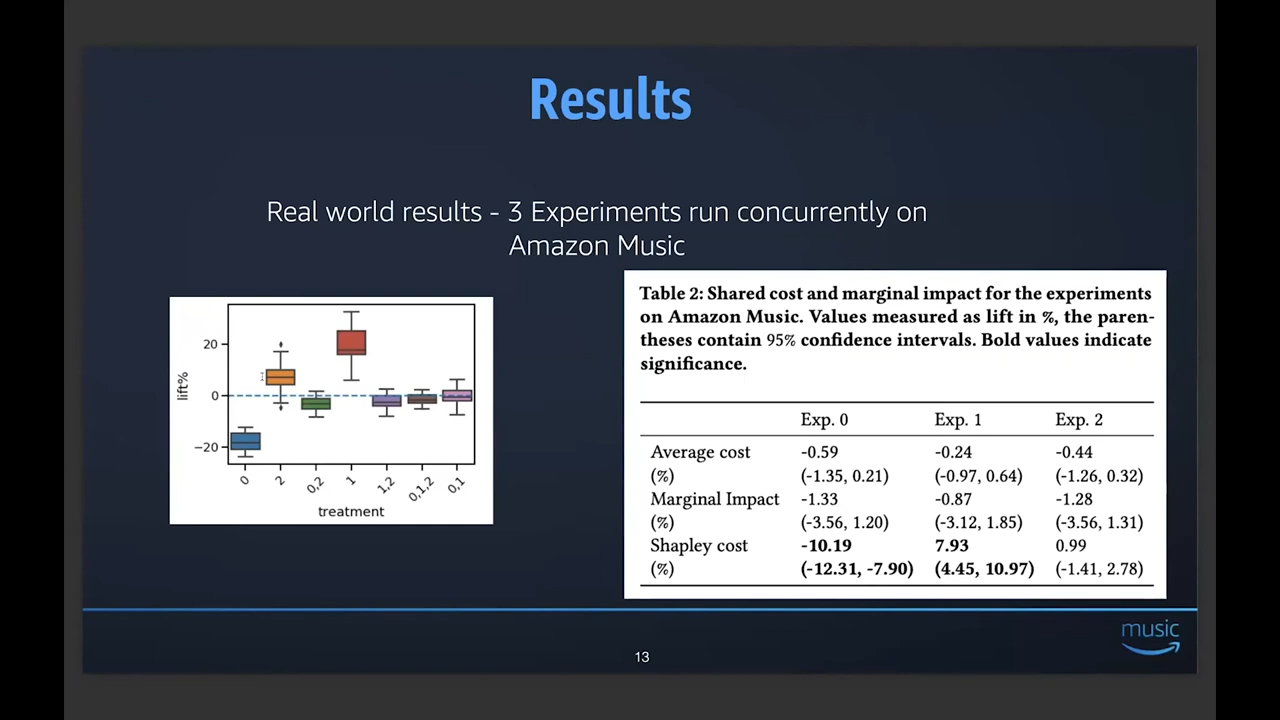 Results
Real world results - 3 Experiments run concurrently on
Amazon Music
lift%
20
0
−20
0
2
0,2
1
1,2
0,1,2
0,1
treatment
Table 2: Shared cost and marginal impact for the experiments
on Amazon Music. Values measured as lift in %, the paren-
theses contain 95% confidence intervals. Bold values indicate
significance.
Exp. 0 Exp. 1 Exp. 2
Average cost -0.59 -0.24 -0.44
(%) (-1.35, 0.21) (-0.97, 0.64) (-1.26, 0.32)
Marginal Impact -1.33 -0.87 -1.28
(%) (-3.56, 1.20) (-3.12, 1.85) (-3.56, 1.31)
Shapley cost -10.19 7.93 0.99
(%) (-12.31, -7.90) (4.45, 10.97) (-1.41, 2.78)
music
13